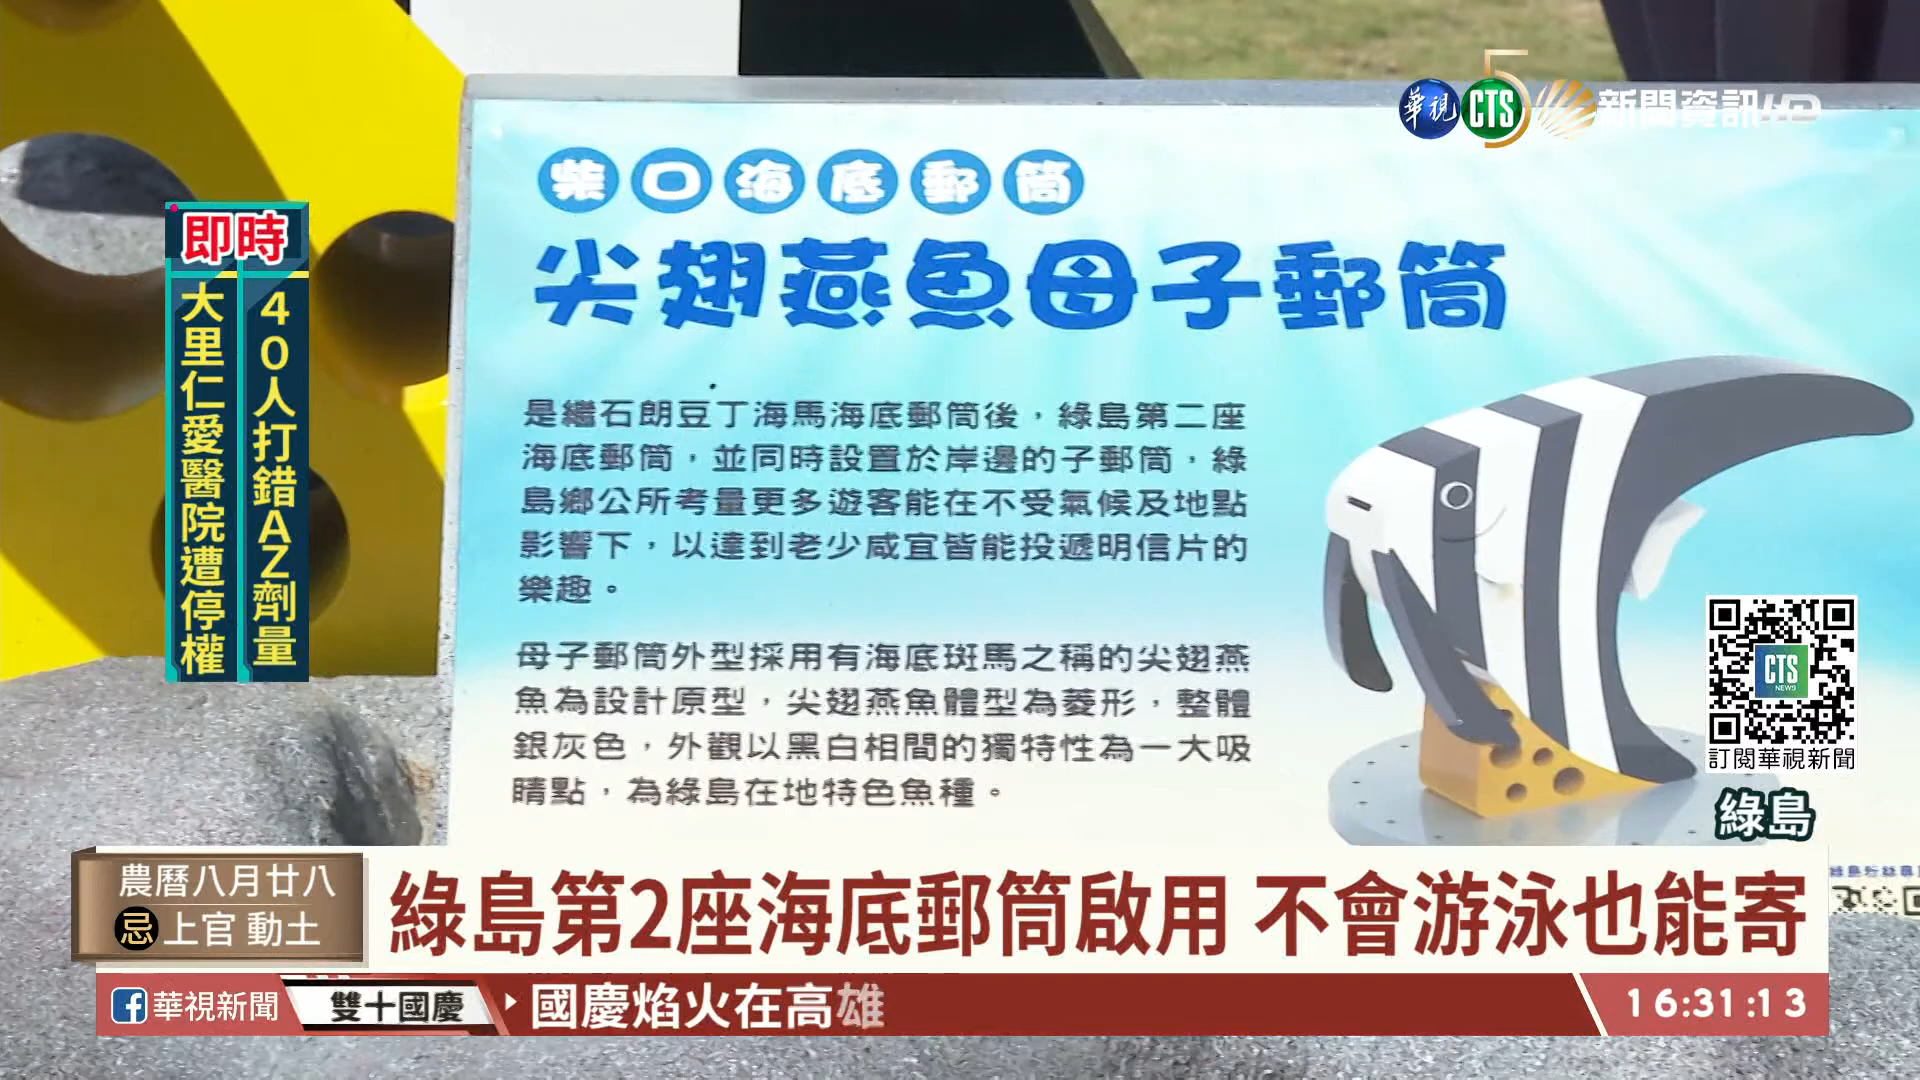 華視 CTS 新聞資訊HD
柴口海底郵筒
尖翅燕魚母子郵筒
即時
40人打錯AZ劑量
大里仁愛醫院遭停權
是繼石朗豆丁海馬海底郵筒後，綠島第二座
海底郵筒，並同時設置於岸邊的子郵筒，綠
島鄉公所考量更多遊客能在不受氣候及地點
影響下，以達到老少咸宜皆能投遞明信片的
樂趣。
母子郵筒外型採用有海底斑馬之稱的尖翅燕
魚為設計原型，尖翅燕魚體型為菱形，整體
銀灰色，外觀以黑白相間的獨特性為一大吸
睛點，為綠島在地特色魚種。
CTS
NEWS
訂閱華視新聞
綠島
農曆八月廿八
忌 上官 動土
綠島第2座海底郵筒啟用 不會游泳也能寄
華視新聞
雙十國慶
國慶焰火在高雄
16:31:13